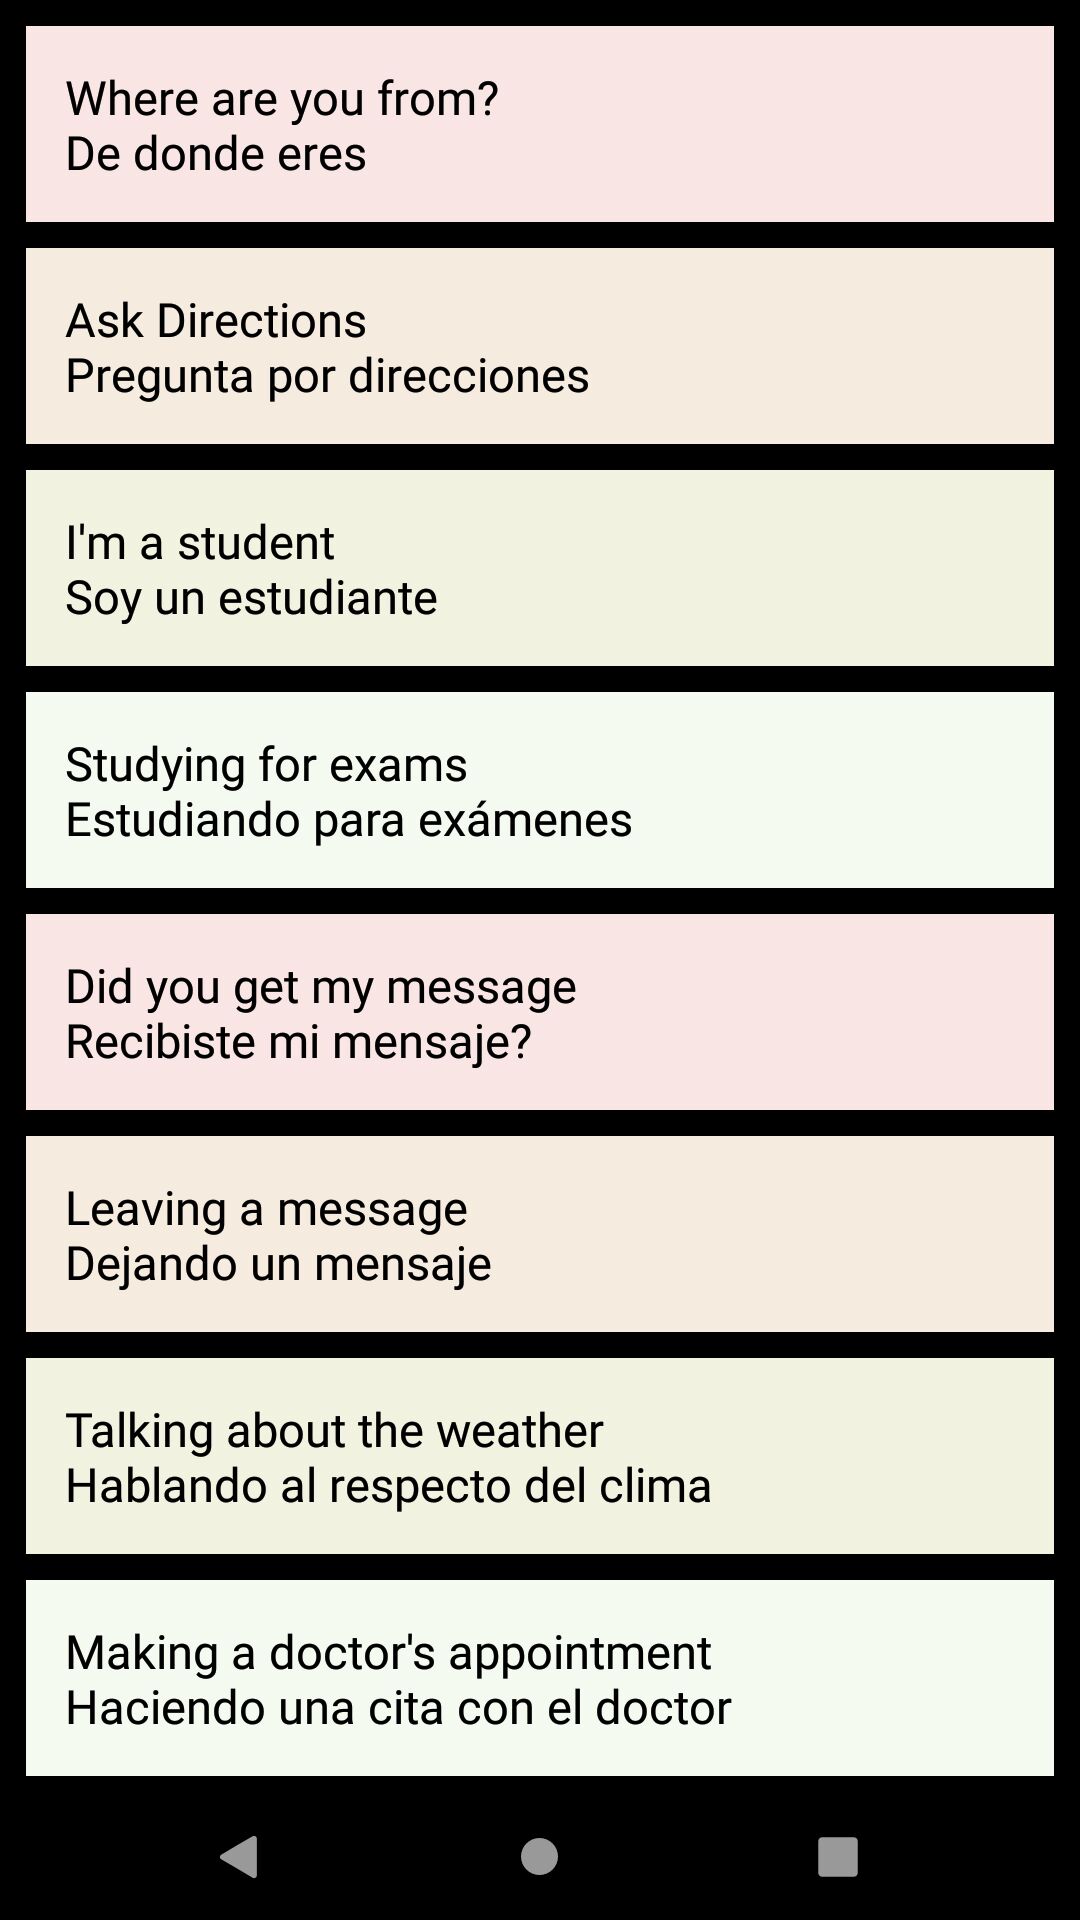 Where are you from?
De donde eres
Ask Directions
Pregunta por direcciones
I'm a student
Soy un estudiante
Studying for exams
Estudiando para exámenes
Did you get my message
Recibiste mi mensaje?
Leaving a message
Dejando un mensaje
Talking about the weather
Hablando al respecto del clima
Making a doctor's appointment
Haciendo una cita con el doctor